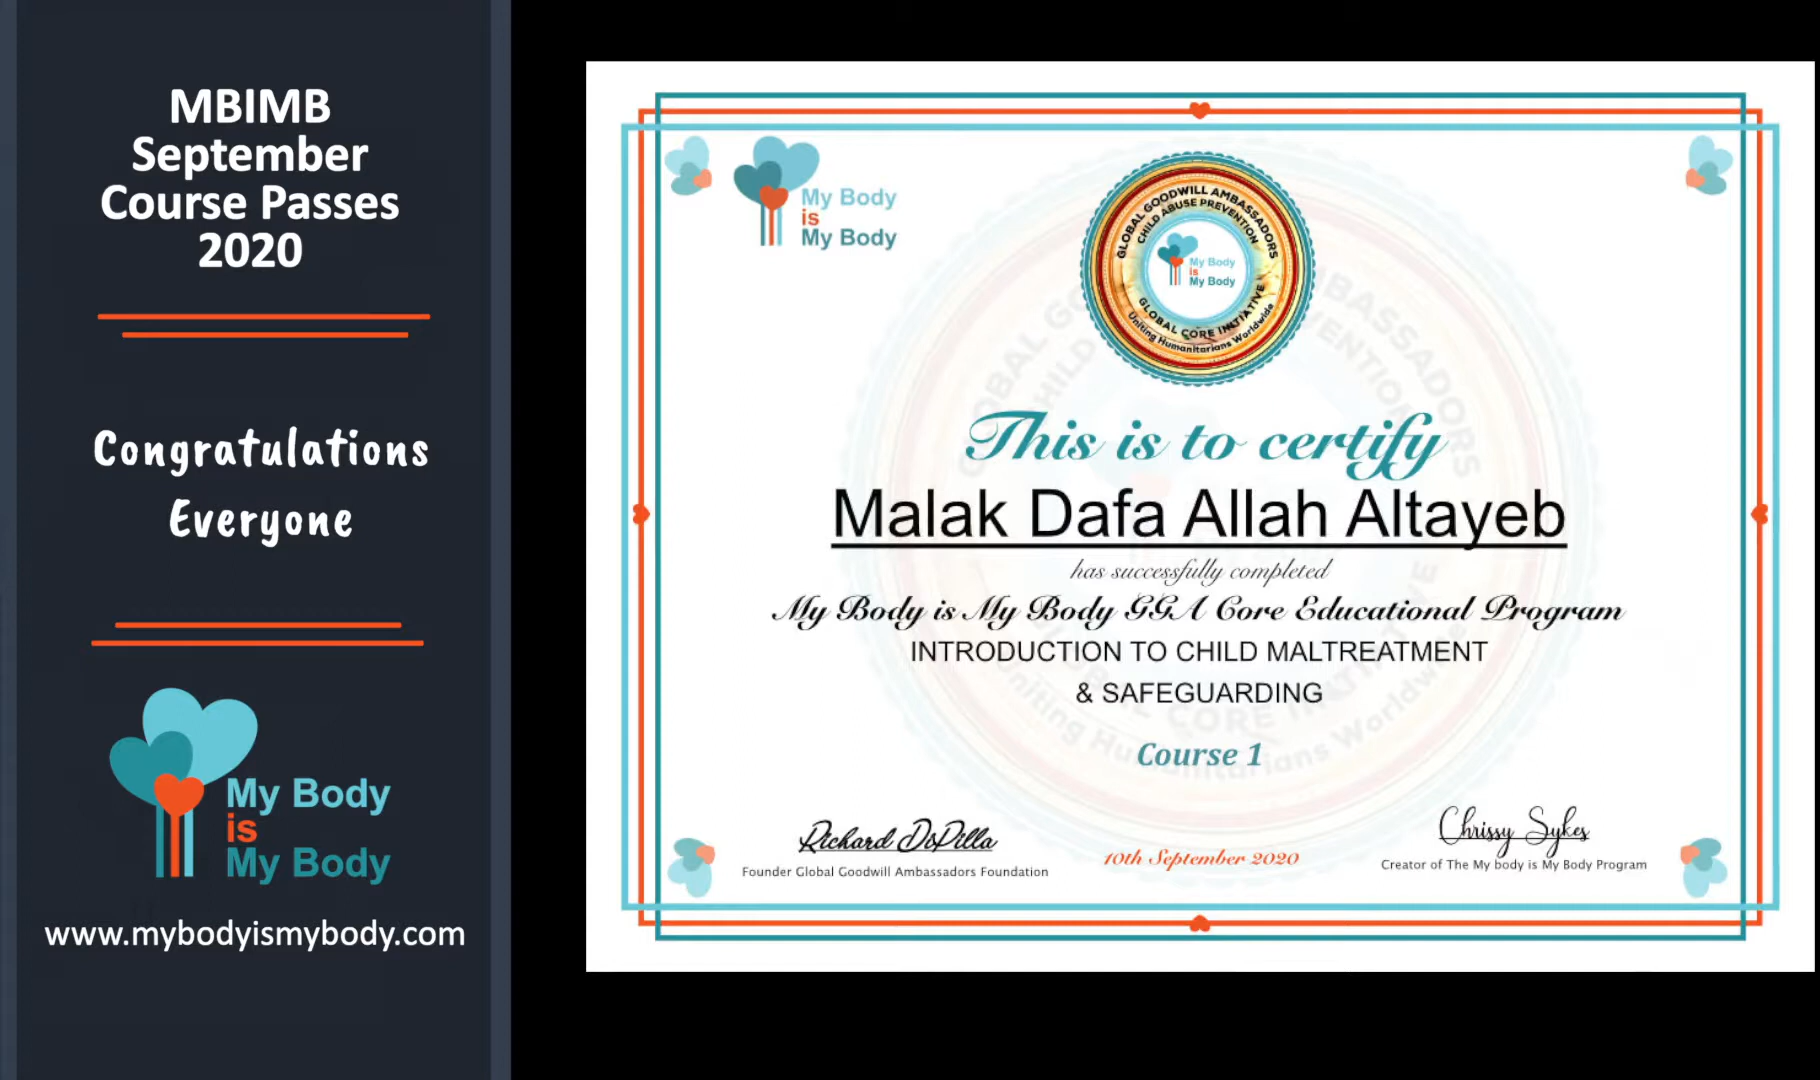 MBIMB
September
Course Passes
2020
Congratulations
Everyone
My Body
is
My Body
www.mybodyismybody.com
My Body
is
My Body
GLOBAL GOODWILL AMBASSADORS
CHILD ABUSE PREVENTION
My Body
is
My Body
GLOBAL CORE INITIATIVE
Uniting Humanitarians Worldwide
This is to certify
Malak Dafa Allah Altayeb
has successfully completed
My Body is My Body GGA Core Educational Program
INTRODUCTION TO CHILD MALTREATMENT
& SAFEGUARDING
Course 1
Richard DiPilla
Founder Global Goodwill Ambassadors Foundation
10th September 2020
Chrissy Sykes
Creator of The My body is My Body Program